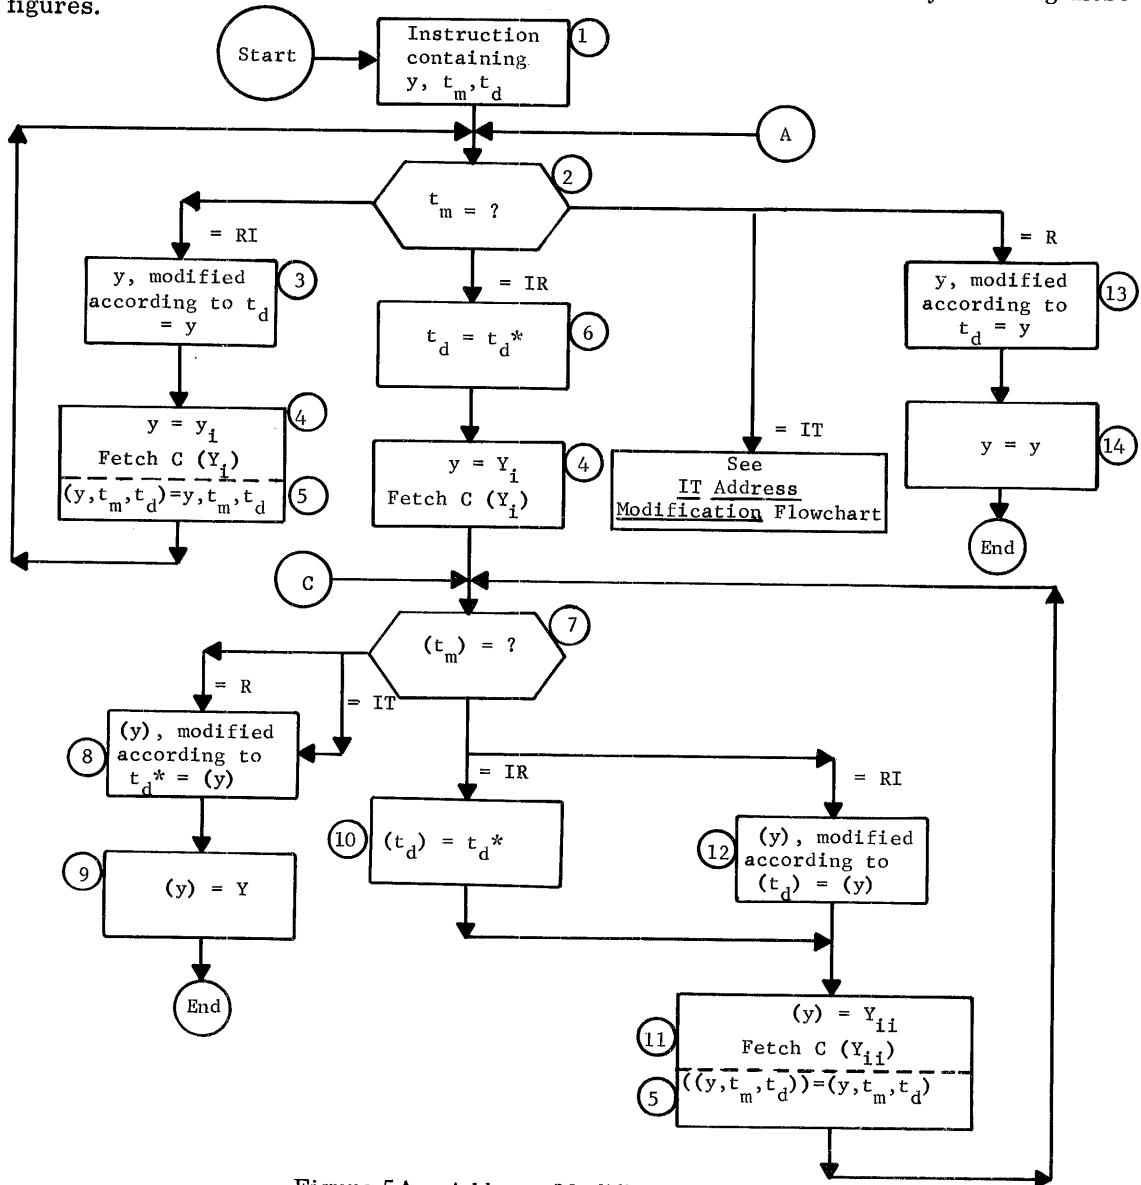 figures.
Start
Instruction
containing
y, t_m,t_d
1
A
t_m = ?
2
= RI
= IR
= IT
= R
y, modified
according to t_d
= y
3
t_d = t_d*
6
y, modified
according to
t_d = y
13
y = y_i
Fetch C (Y_i)
4
(y,t_m,t_d)=y,t_m,t_d
5
y = Y_i
Fetch C (Y_i)
4
See
IT Address
Modification Flowchart
y = y
14
End
C
(t_m) = ?
7
= R
= IT
= IR
= RI
(y), modified
according to
t_d* = (y)
8
(t_d) = t_d*
10
(y), modified
according to
(t_d) = (y)
12
(y) = Y
9
End
(y) = Y_ii
Fetch C (Y_ii)
11
((y,t_m,t_d))=(y,t_m,t_d)
5